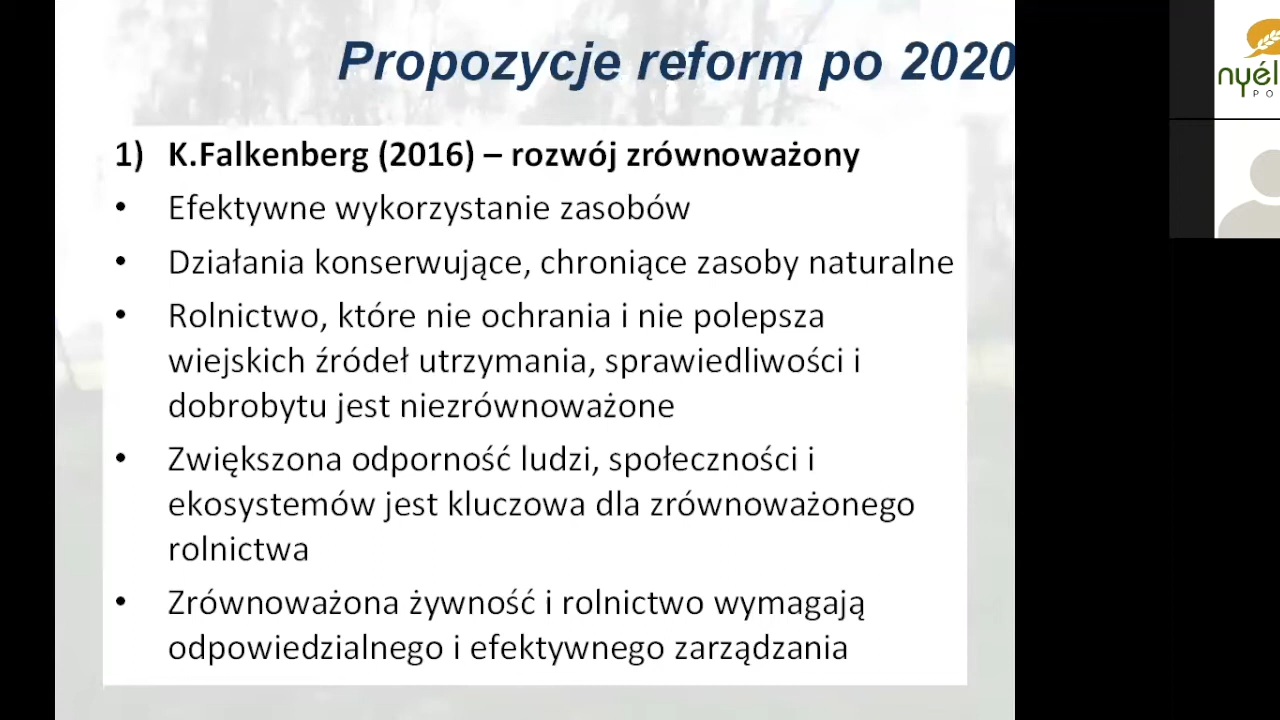 Propozycje reform po 2020
1) K.Falkenberg (2016) – rozwój zrównoważony
• Efektywne wykorzystanie zasobów
• Działania konserwujące, chroniące zasoby naturalne
• Rolnictwo, które nie ochrania i nie polepsza
wiejskich źródeł utrzymania, sprawiedliwości i
dobrobytu jest niezrównoważone
• Zwiększona odporność ludzi, społeczności i
ekosystemów jest kluczowa dla zrównoważonego
rolnictwa
• Zrównoważona żywność i rolnictwo wymagają
odpowiedzialnego i efektywnego zarządzania
nyél
PO